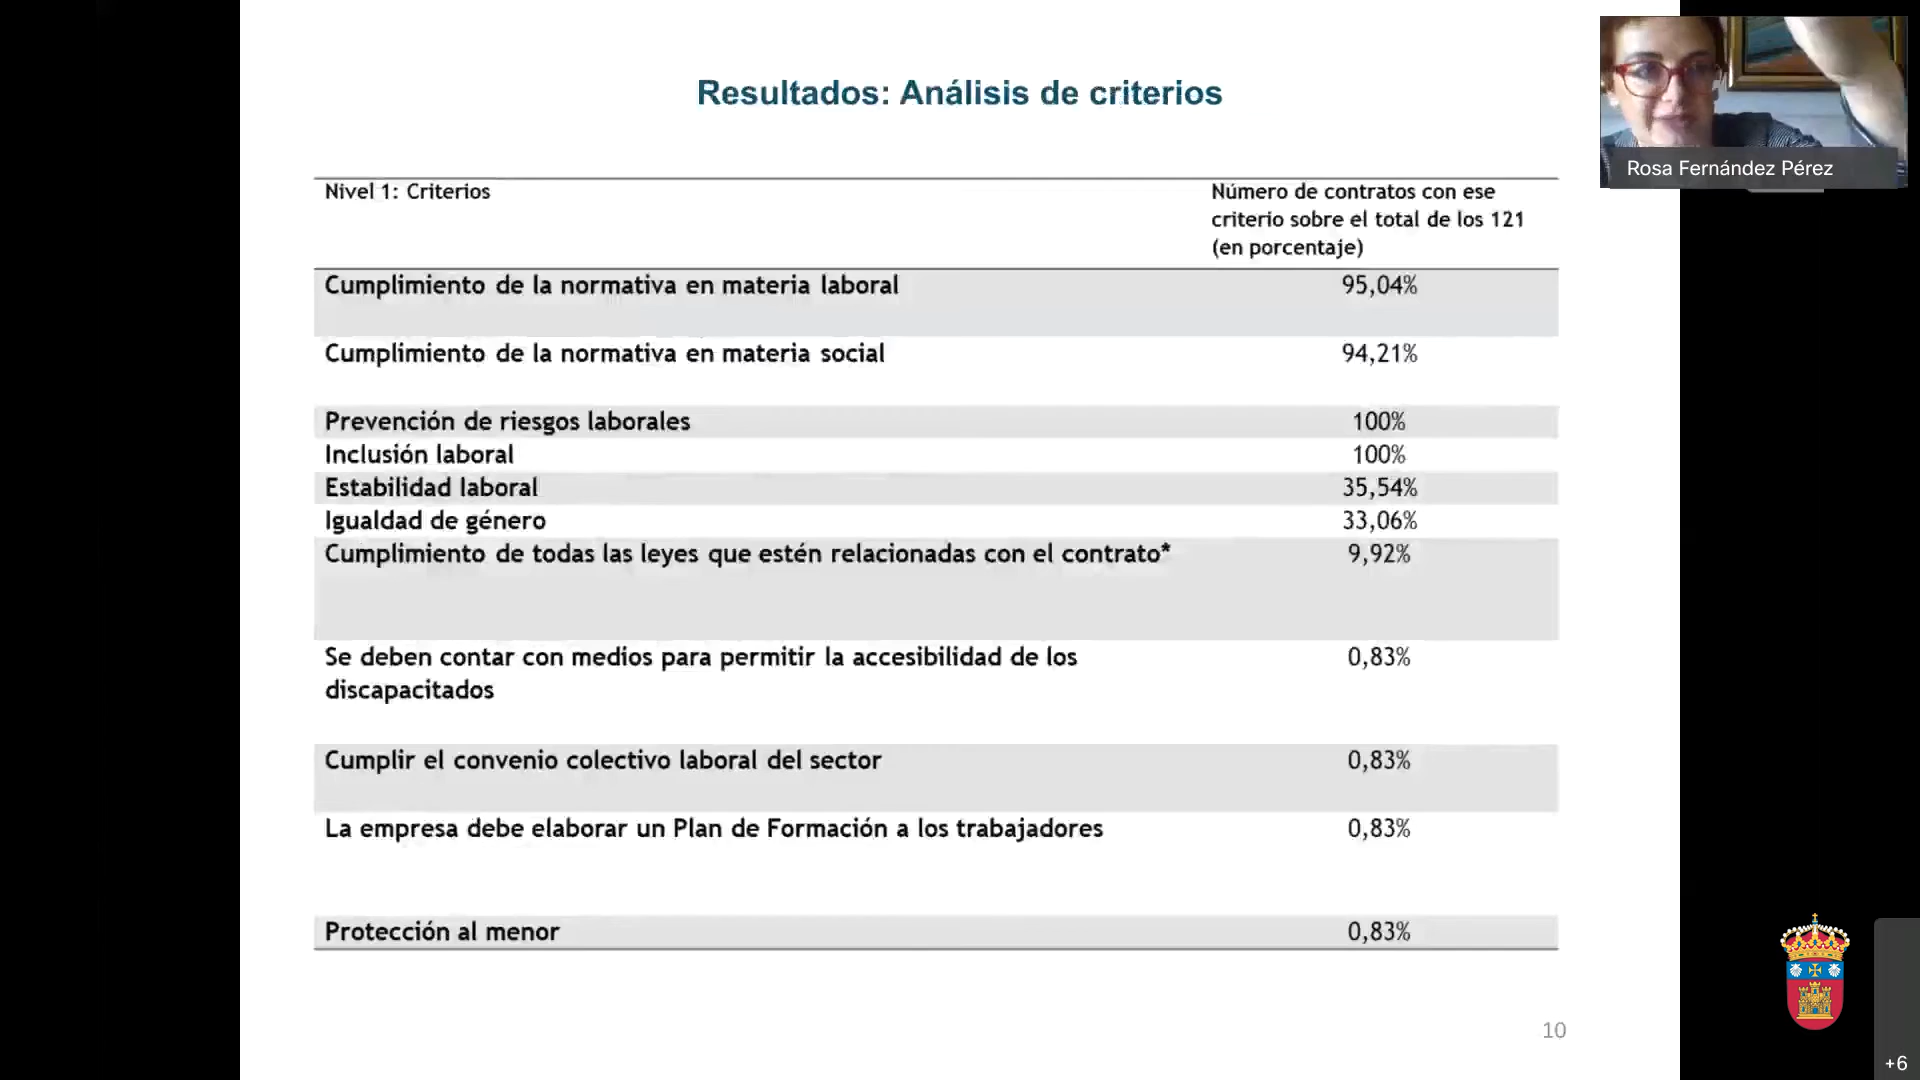 Resultados: Análisis de criterios
Rosa Fernández Pérez
Nivel 1: Criterios
Número de contratos con ese
criterio sobre el total de los 121
(en porcentaje)
Cumplimiento de la normativa en materia laboral 95,04%
Cumplimiento de la normativa en materia social 94,21%
Prevención de riesgos laborales 100%
Inclusión laboral 100%
Estabilidad laboral 35,54%
Igualdad de género 33,06%
Cumplimiento de todas las leyes que estén relacionadas con el contrato* 9,92%
Se deben contar con medios para permitir la accesibilidad de los 0,83%
discapacitados
Cumplir el convenio colectivo laboral del sector 0,83%
La empresa debe elaborar un Plan de Formación a los trabajadores 0,83%
Protección al menor 0,83%
10
+6